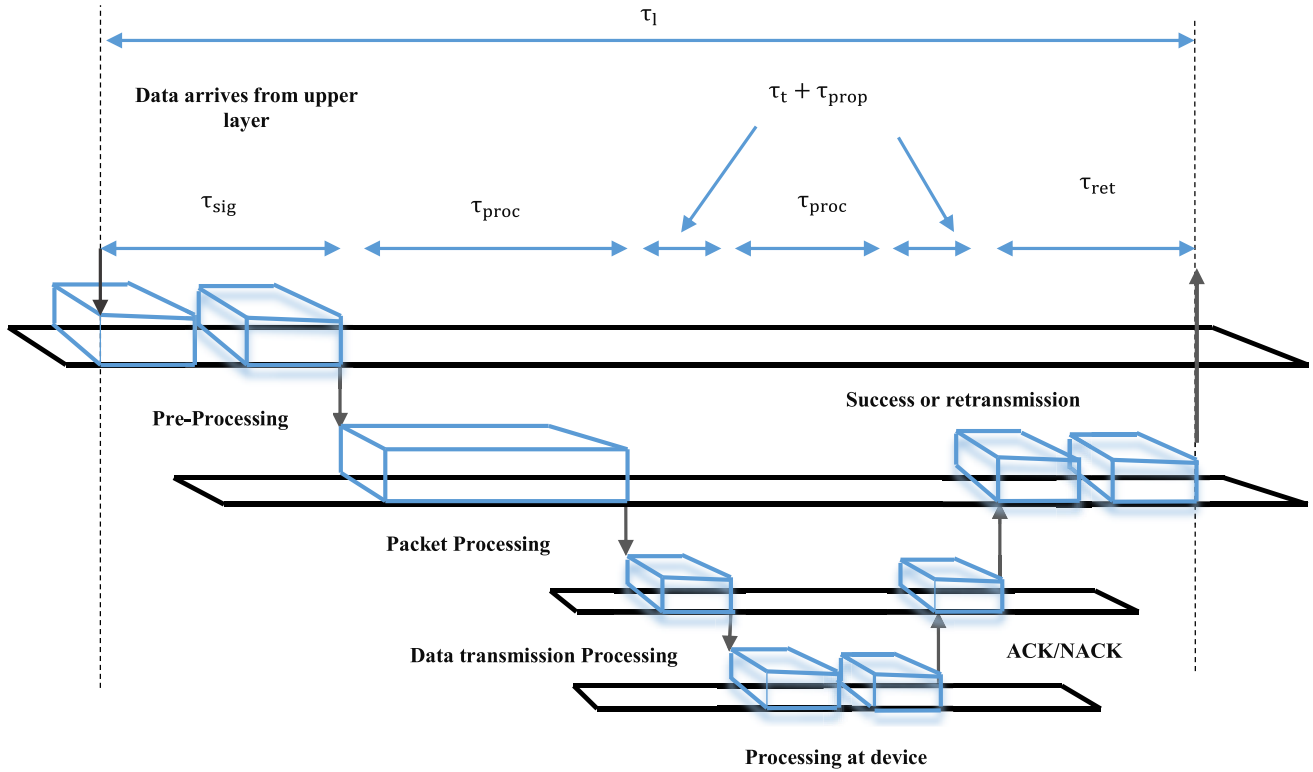 τl
Data arrives from upper
layer
τt + τprop
τsig
τproc
τproc
τret
Pre-Processing
Success or retransmission
Packet Processing
Data transmission Processing
ACK/NACK
Processing at device